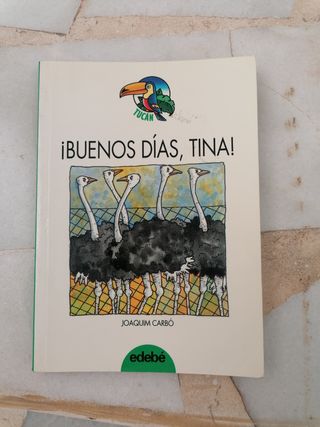 TUCÁN
¡BUENOS DÍAS, TINA!
JOAQUIM CARBÓ
edebé